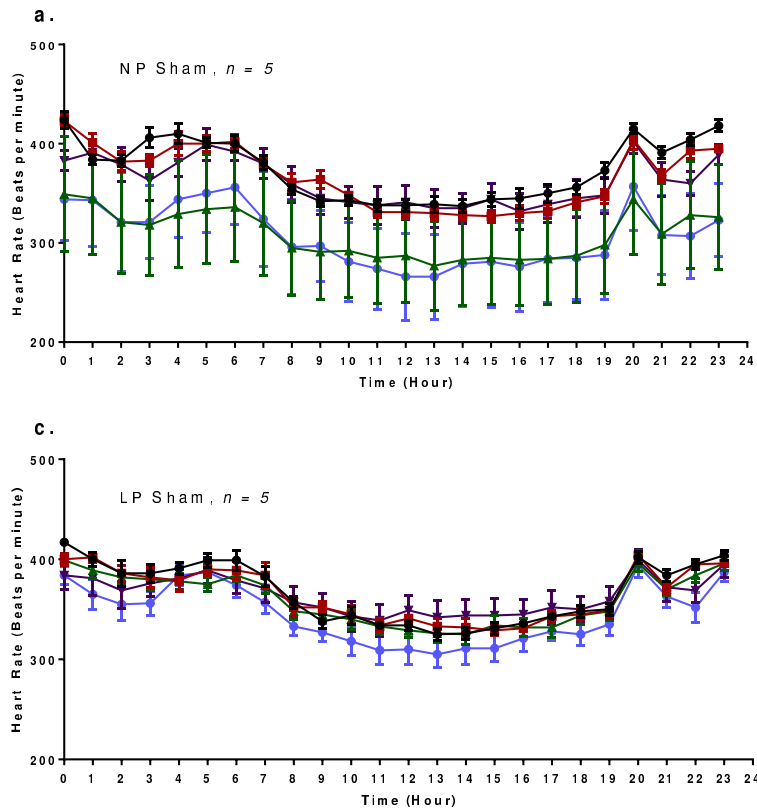 a.
500
NP Sham, n = 5
400
300
200
Heart Rate (Beats per minute)
0 1 2 3 4 5 6 7 8 9 10 11 12 13 14 15 16 17 18 19 20 21 22 23 24
Time (Hour)
c.
500
LP Sham, n = 5
400
300
200
Heart Rate (Beats per minute)
0 1 2 3 4 5 6 7 8 9 10 11 12 13 14 15 16 17 18 19 20 21 22 23 24
Time (Hour)